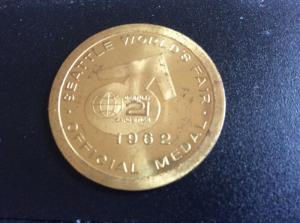 SEATTLE WORLD'S FAIR
21
1962
OFFICIAL MEDAL